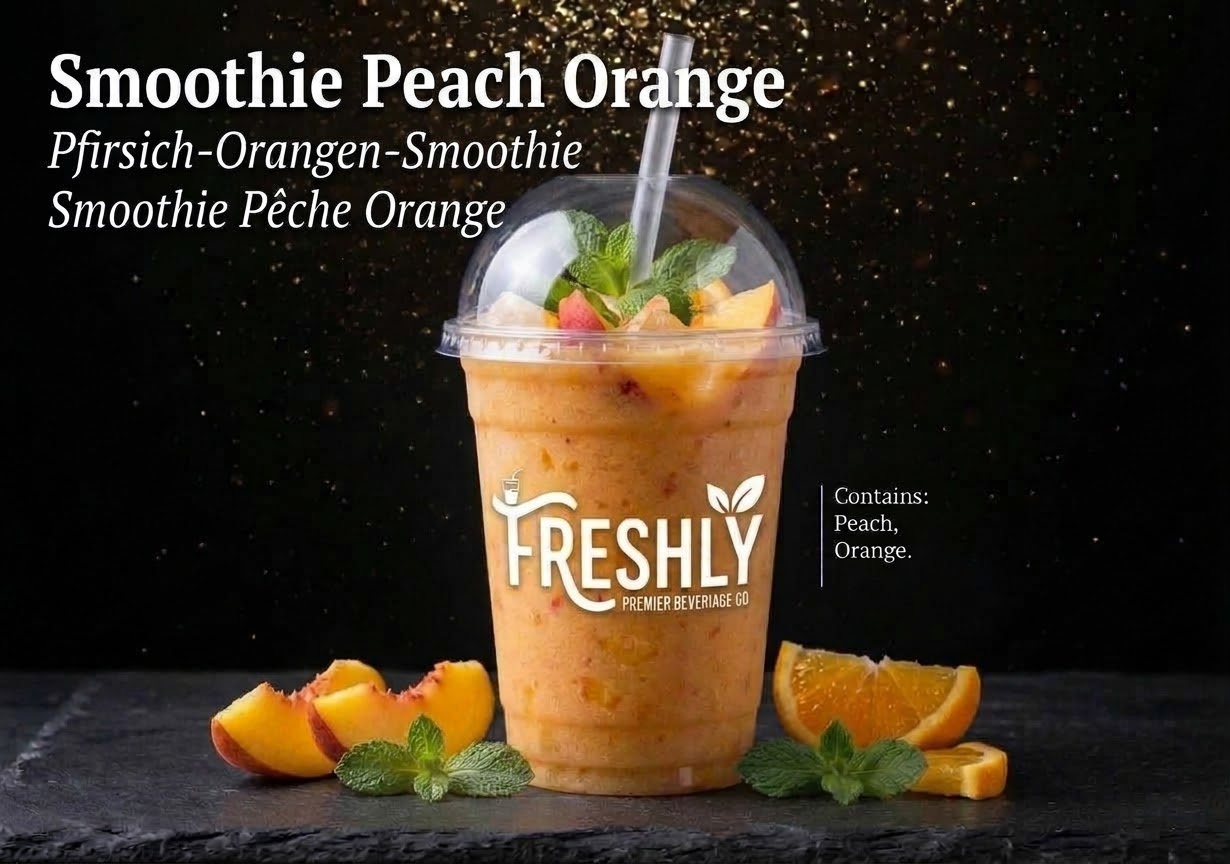 Smoothie Peach Orange
Pfirsich-Orangen-Smoothie
Smoothie Pêche Orange
FRESHLY
PREMIER BEVERIAGE GO
Contains:
Peach,
Orange.